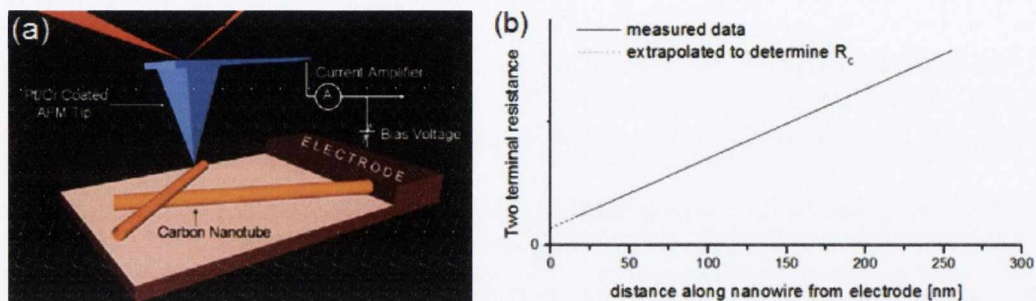 (a)
Current Amplifier
A
Pt/Cr Coated
AFM Tip
Bias Voltage
ELECTRODE
Carbon Nanotube
(b)
measured data
extrapolated to determine Rc
Two terminal resistance
0
0 50 100 150 200 250 300
distance along nanowire from electrode [nm]